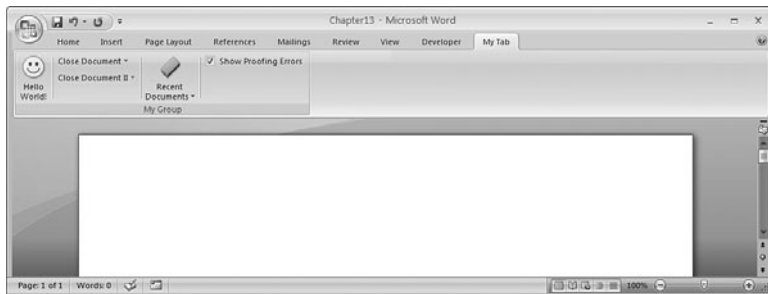 Chapter13 - Microsoft Word
Home Insert Page Layout References Mailings Review View Developer My Tab
Hello World!
Close Document
Close Document II
Recent Documents
Show Proofing Errors
My Group
Page: 1 of 1 Words: 0 100%